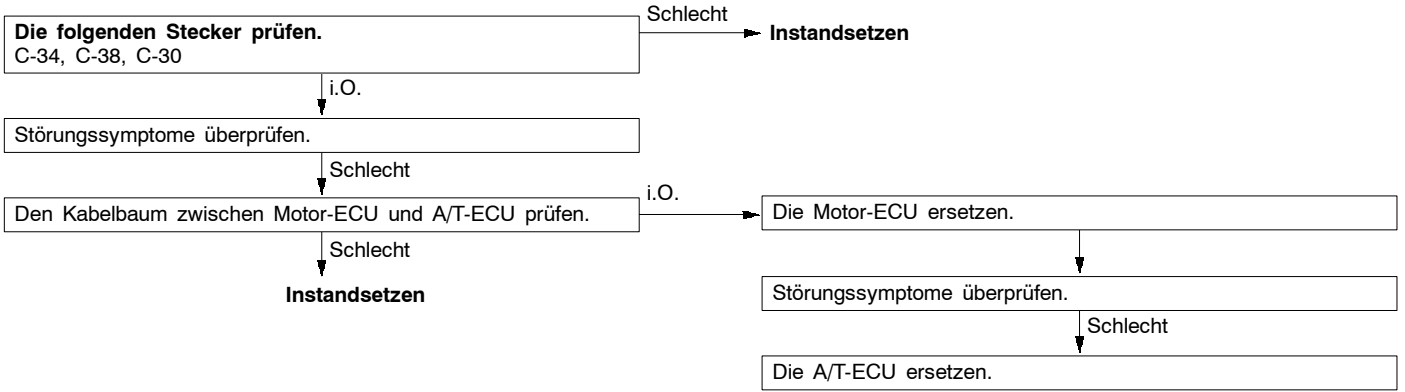 Die folgenden Stecker prüfen.
C-34, C-38, C-30
Schlecht
Instandsetzen
i.O.
Störungssymptome überprüfen.
Schlecht
Den Kabelbaum zwischen Motor-ECU und A/T-ECU prüfen.
i.O.
Die Motor-ECU ersetzen.
Schlecht
Instandsetzen
Störungssymptome überprüfen.
Schlecht
Die A/T-ECU ersetzen.